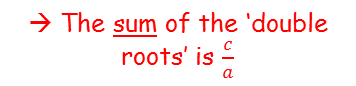 → The sum of the 'double
roots' is c/a